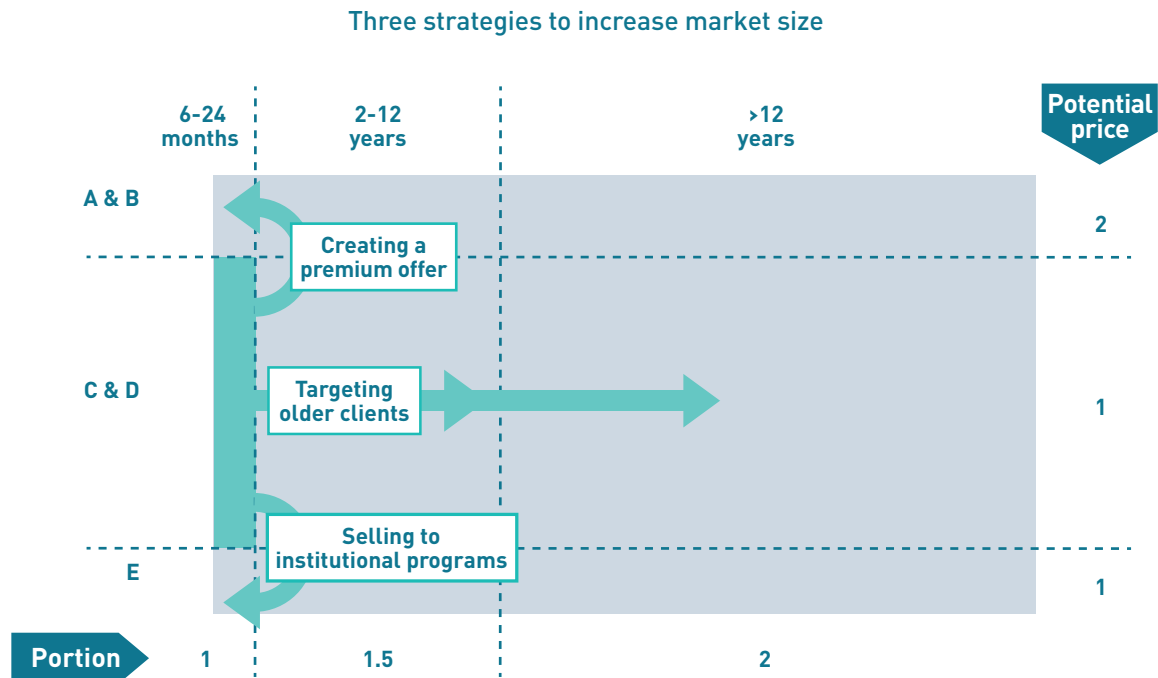 Three strategies to increase market size
6-24
months
2-12
years
>12
years
Potential
price
A & B
2
Creating a
premium offer
C & D
Targeting
older clients
1
Selling to
institutional programs
E
1
Portion
1
1.5
2